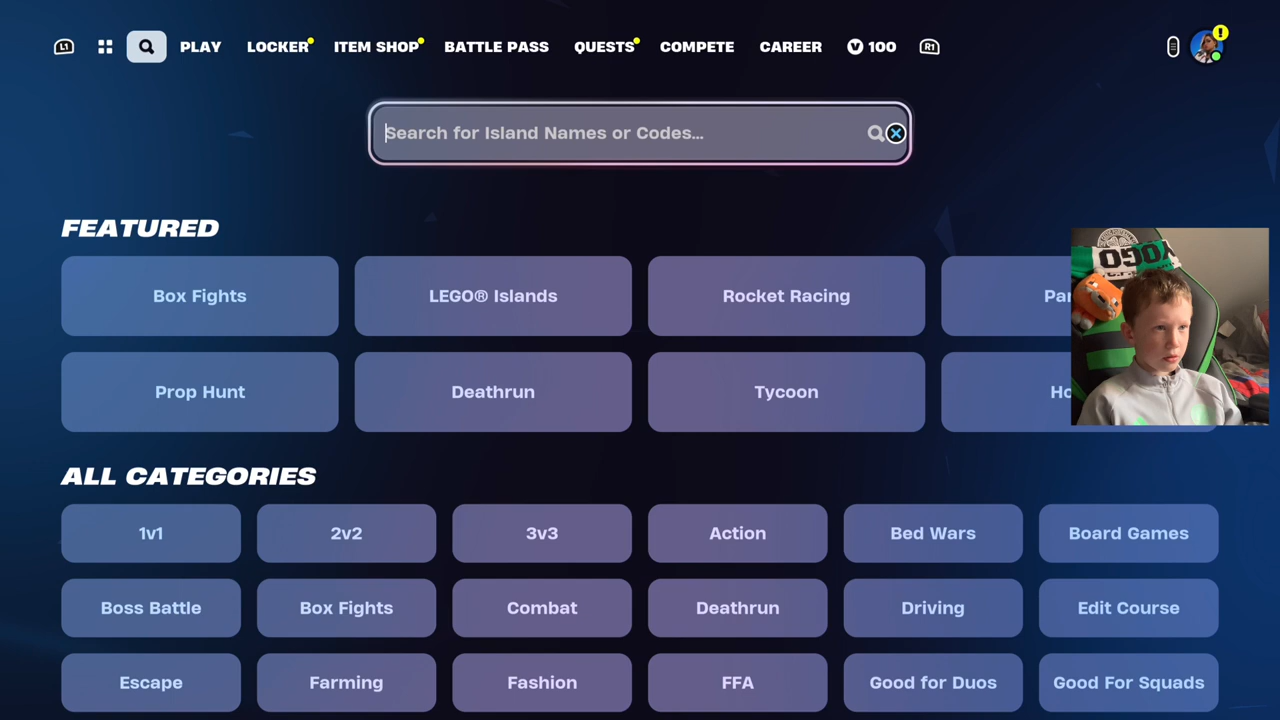 L1 PLAY LOCKER ITEM SHOP BATTLE PASS QUESTS COMPETE CAREER V 100 R1
Search for Island Names or Codes...
FEATURED
Box Fights LEGO® Islands Rocket Racing
Prop Hunt Deathrun Tycoon
ALL CATEGORIES
1v1 2v2 3v3 Action Bed Wars Board Games
Boss Battle Box Fights Combat Deathrun Driving Edit Course
Escape Farming Fashion FFA Good for Duos Good For Squads